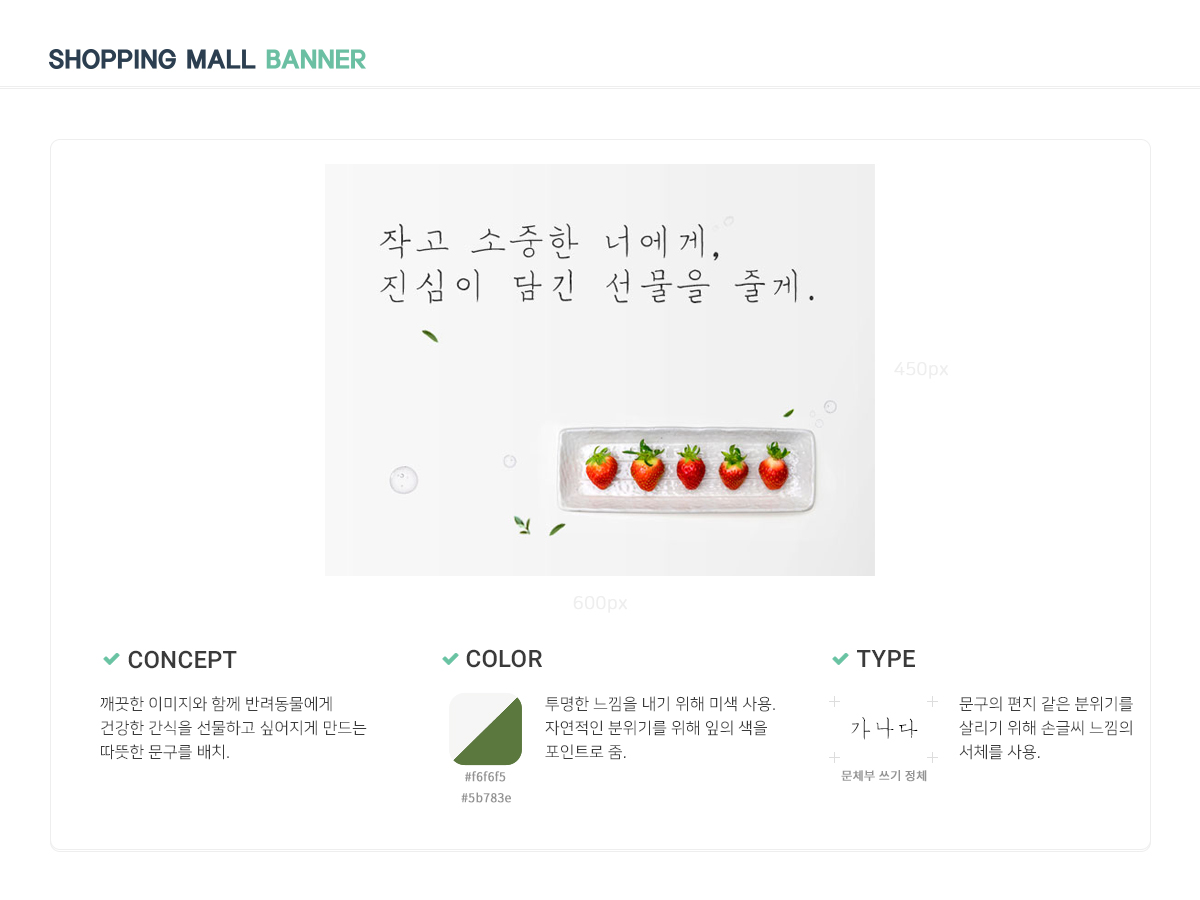 SHOPPING MALL BANNER
작고 소중한 너에게,
진심이 담긴 선물을 줄게.
450px
600px
CONCEPT
깨끗한 이미지와 함께 반려동물에게
건강한 간식을 선물하고 싶어지게 만드는
따뜻한 문구를 배치.
COLOR
#f6f6f5
#5b783e
투명한 느낌을 내기 위해 미색 사용.
자연적인 분위기를 위해 잎의 색을
포인트로 줌.
TYPE
가나다
문체부 쓰기 정체
문구의 편지 같은 분위기를
살리기 위해 손글씨 느낌의
서체를 사용.